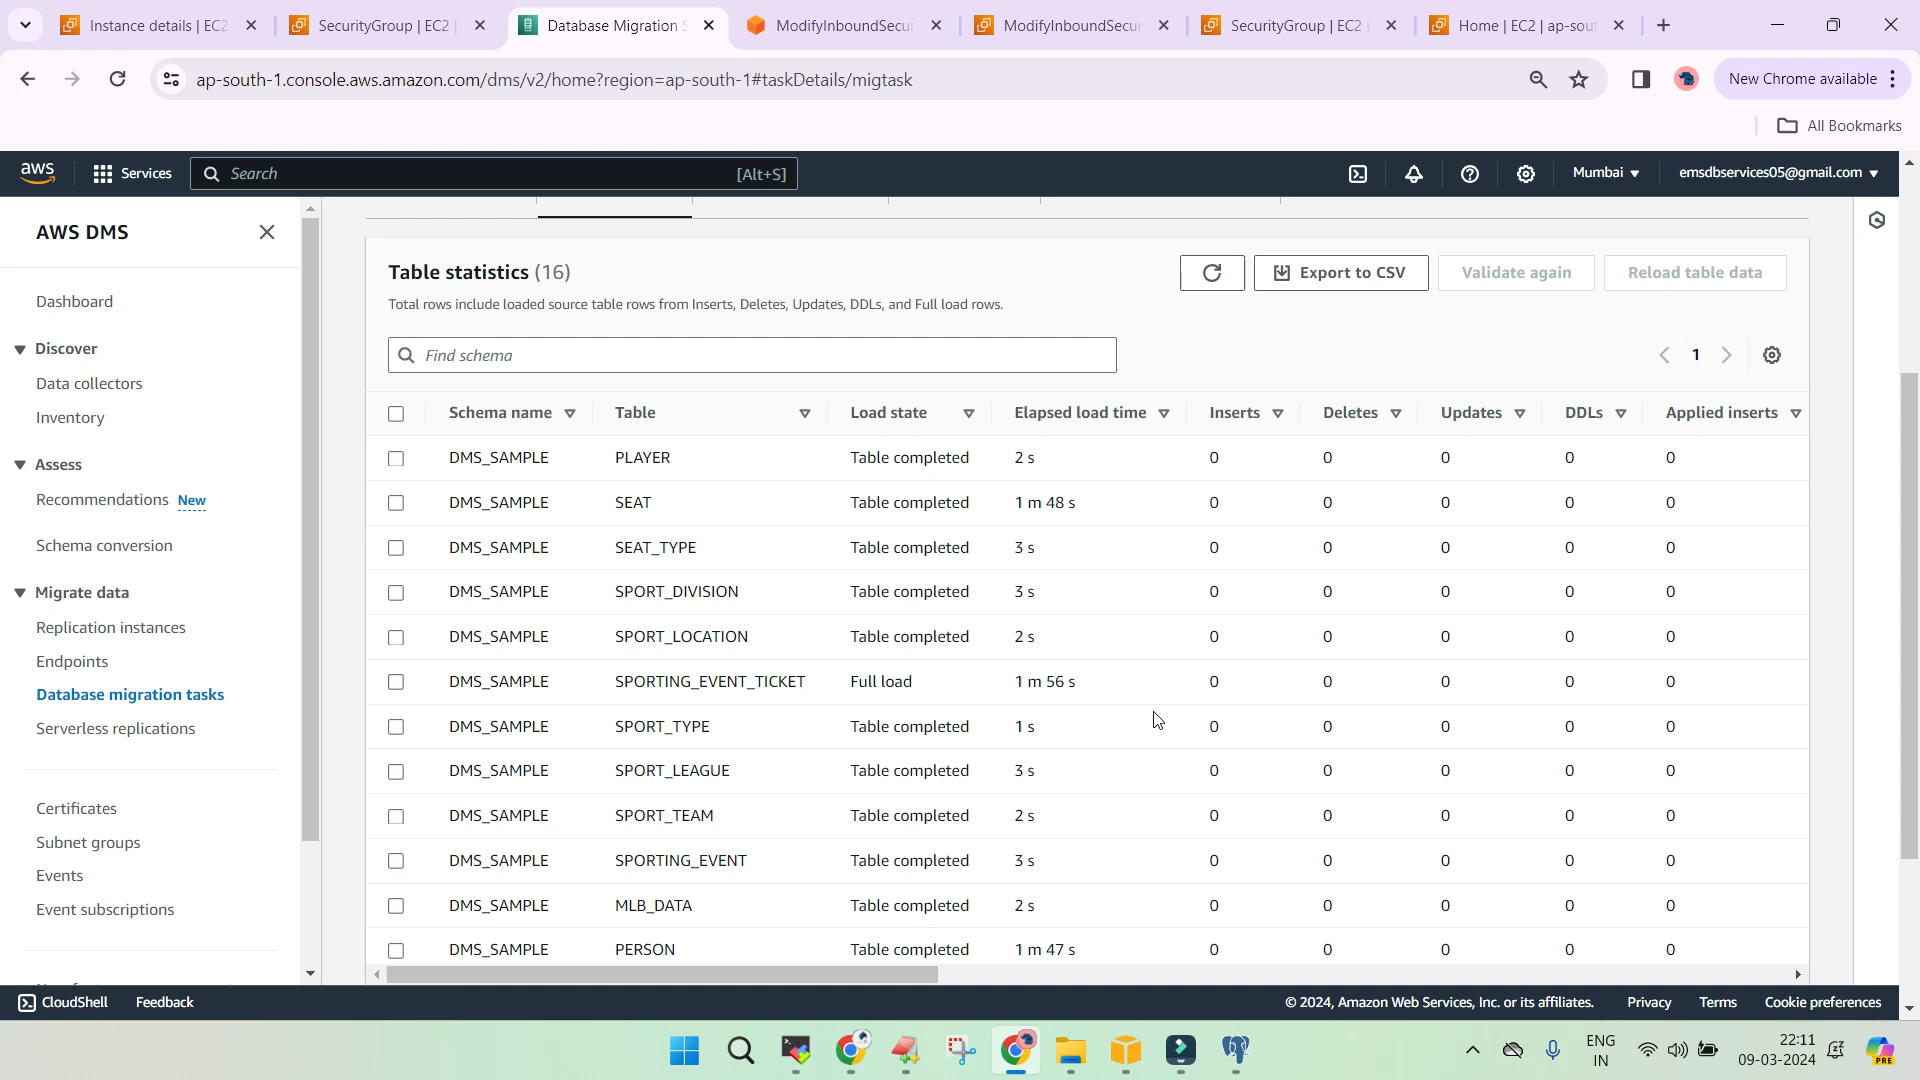 Instance details | EC2
SecurityGroup | EC2 |
Database Migration S
ModifyInboundSecur
ModifyInboundSecur
SecurityGroup | EC2
Home | EC2 | ap-sout
ap-south-1.console.aws.amazon.com/dms/v2/home?region=ap-south-1#taskDetails/migtask
New Chrome available
All Bookmarks
aws
Services
Search
[Alt+S]
Mumbai
emsdbservices05@gmail.com
AWS DMS
Dashboard
Discover
Data collectors
Inventory
Assess
Recommendations New
Schema conversion
Migrate data
Replication instances
Endpoints
Database migration tasks
Serverless replications
Certificates
Subnet groups
Events
Event subscriptions
Table statistics (16)
Export to CSV
Validate again
Reload table data
Total rows include loaded source table rows from Inserts, Deletes, Updates, DDLs, and Full load rows.
Find schema
1
Schema name Table Load state Elapsed load time Inserts Deletes Updates DDLs Applied inserts
DMS_SAMPLE PLAYER Table completed 2 s 0 0 0 0 0
DMS_SAMPLE SEAT Table completed 1 m 48 s 0 0 0 0 0
DMS_SAMPLE SEAT_TYPE Table completed 3 s 0 0 0 0 0
DMS_SAMPLE SPORT_DIVISION Table completed 3 s 0 0 0 0 0
DMS_SAMPLE SPORT_LOCATION Table completed 2 s 0 0 0 0 0
DMS_SAMPLE SPORTING_EVENT_TICKET Full load 1 m 56 s 0 0 0 0 0
DMS_SAMPLE SPORT_TYPE Table completed 1 s 0 0 0 0 0
DMS_SAMPLE SPORT_LEAGUE Table completed 3 s 0 0 0 0 0
DMS_SAMPLE SPORT_TEAM Table completed 2 s 0 0 0 0 0
DMS_SAMPLE SPORTING_EVENT Table completed 3 s 0 0 0 0 0
DMS_SAMPLE MLB_DATA Table completed 2 s 0 0 0 0 0
DMS_SAMPLE PERSON Table completed 1 m 47 s 0 0 0 0 0
CloudShell
Feedback
© 2024, Amazon Web Services, Inc. or its affiliates.
Privacy
Terms
Cookie preferences
ENG
IN
22:11
09-03-2024
PRE